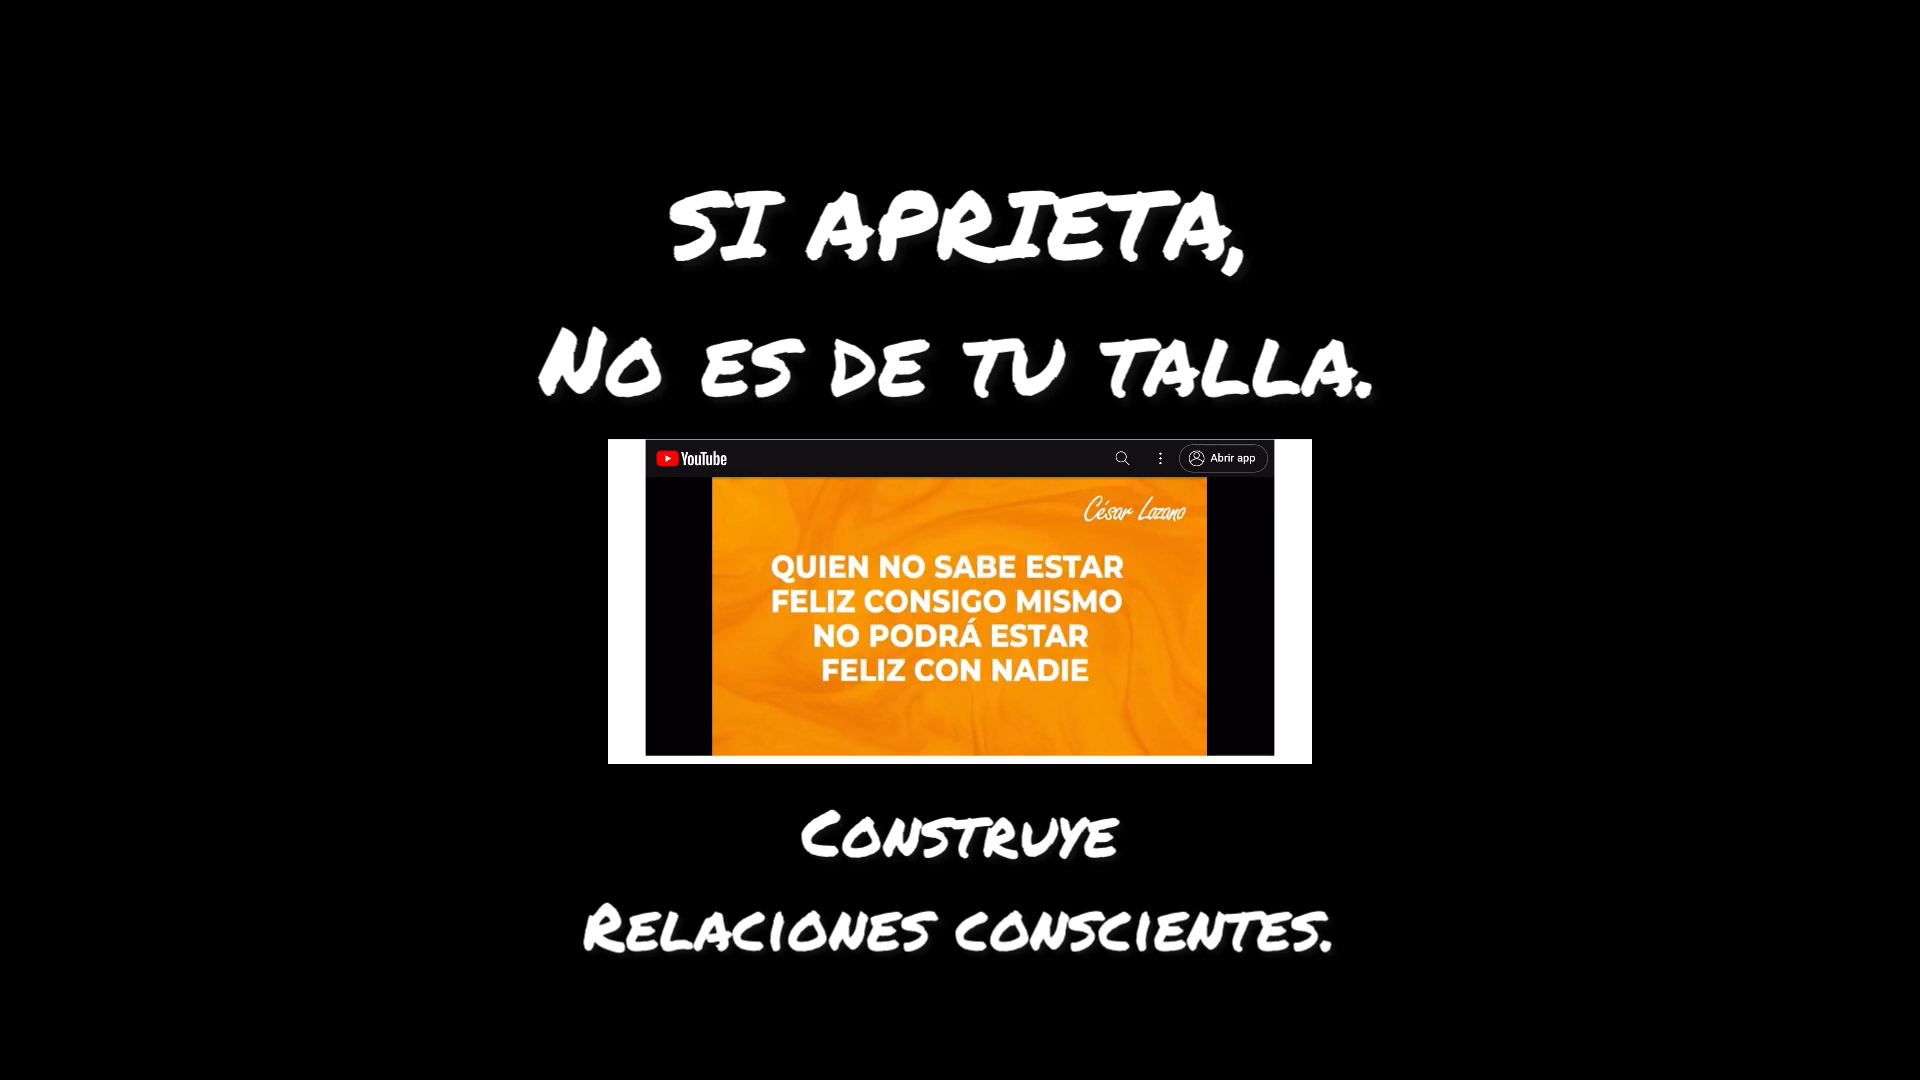 SI APRIETA,
NO ES DE TU TALLA.
YouTube
Abrir app
César Lozano
QUIEN NO SABE ESTAR
FELIZ CONSIGO MISMO
NO PODRÁ ESTAR
FELIZ CON NADIE
CONSTRUYE
RELACIONES CONSCIENTES.